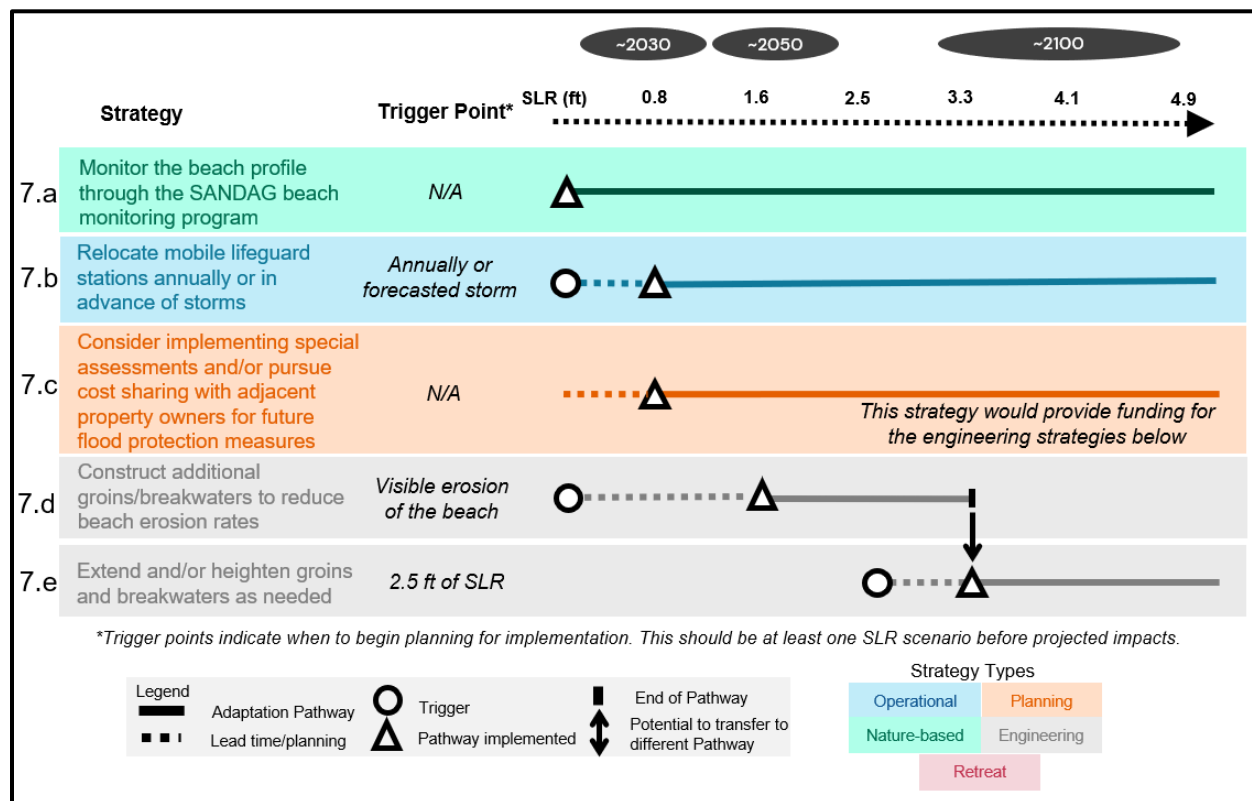 ~2030
~2050
~2100
Strategy
Trigger Point*
SLR (ft)
0.8
1.6
2.5
3.3
4.1
4.9
7.a
Monitor the beach profile
through the SANDAG beach
monitoring program
N/A
7.b
Relocate mobile lifeguard
stations annually or in
advance of storms
Annually or
forecasted storm
7.c
Consider implementing special
assessments and/or pursue
cost sharing with adjacent
property owners for future
flood protection measures
N/A
This strategy would provide funding for
the engineering strategies below
7.d
Construct additional
groins/breakwaters to reduce
beach erosion rates
Visible erosion
of the beach
7.e
Extend and/or heighten groins
and breakwaters as needed
2.5 ft of SLR
*Trigger points indicate when to begin planning for implementation. This should be at least one SLR scenario before projected impacts.
Legend
Adaptation Pathway
Lead time/planning
Trigger
Pathway implemented
End of Pathway
Potential to transfer to
different Pathway
Strategy Types
Operational
Planning
Nature-based
Engineering
Retreat